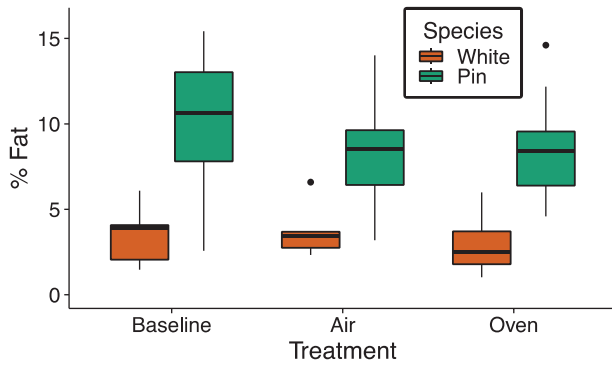 Species
White
Pin
% Fat
15
10
5
0
Baseline Air Oven
Treatment